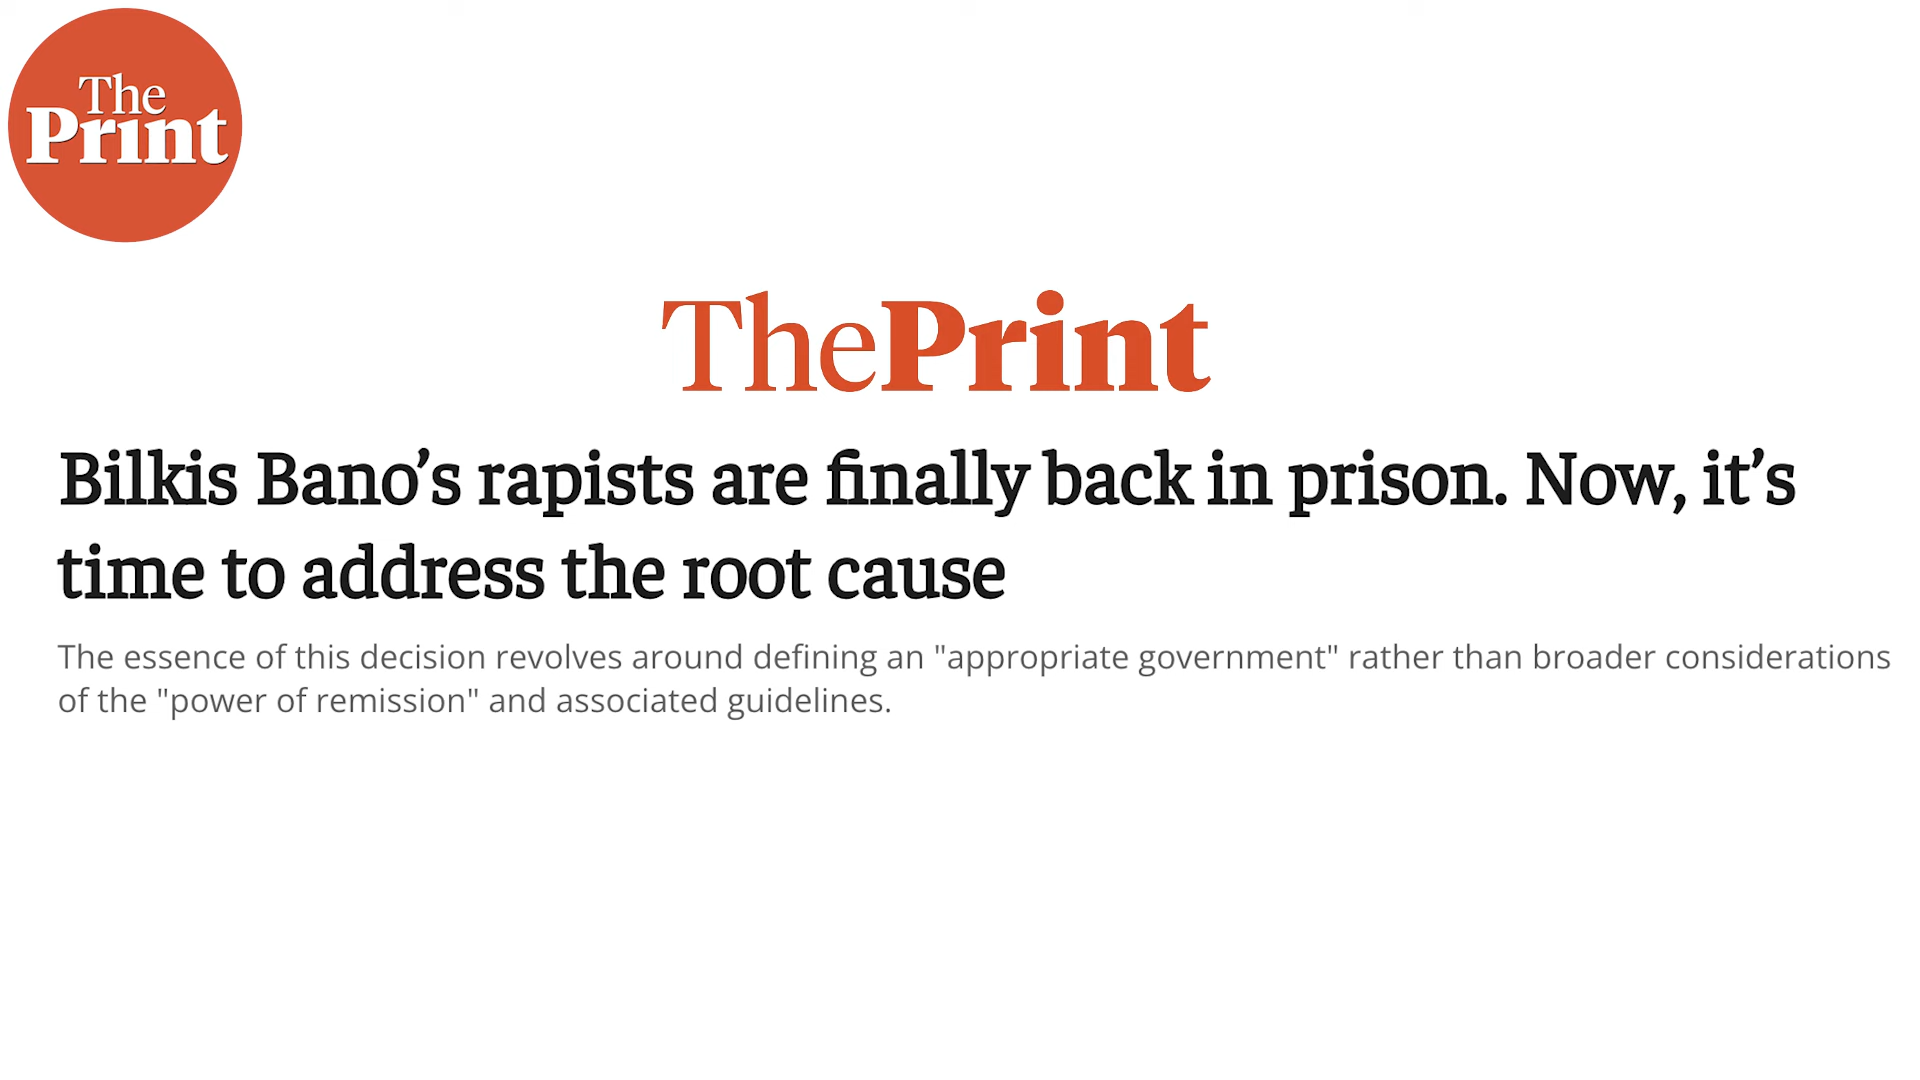 The
Print
ThePrint
Bilkis Bano’s rapists are finally back in prison. Now, it’s
time to address the root cause
The essence of this decision revolves around defining an "appropriate government" rather than broader considerations
of the "power of remission" and associated guidelines.